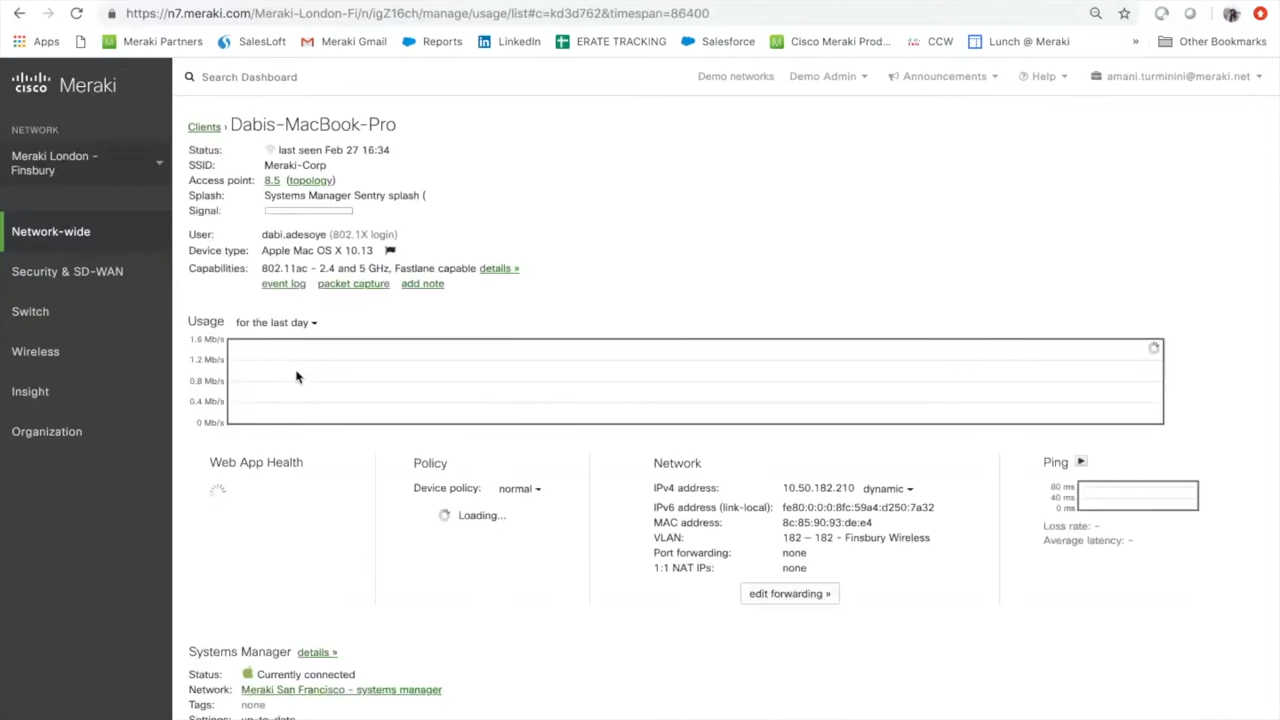 https://n7.meraki.com/Meraki-London-Fi/n/igZ16ch/manage/usage/list#c=kd3d762&timespan=86400
Apps Meraki Partners SalesLoft Meraki Gmail Reports LinkedIn ERATE TRACKING Salesforce Cisco Meraki Prod... CCW Lunch @ Meraki » Other Bookmarks
cisco Meraki
Search Dashboard Demo networks Demo Admin Announcements Help amani.turminini@meraki.net
NETWORK
Meraki London -
Finsbury
Network-wide
Security & SD-WAN
Switch
Wireless
Insight
Organization
Clients › Dabis-MacBook-Pro
Status: last seen Feb 27 16:34
SSID: Meraki-Corp
Access point: 8.5 (topology)
Splash: Systems Manager Sentry splash (
Signal:
User: dabi.adesoye (802.1X login)
Device type: Apple Mac OS X 10.13
Capabilities: 802.11ac - 2.4 and 5 GHz, Fastlane capable details »
event log packet capture add note
Usage for the last day
1.6 Mb/s
1.2 Mb/s
0.8 Mb/s
0.4 Mb/s
0 Mb/s
Web App Health
Policy
Device policy: normal
Loading...
Network
IPv4 address: 10.50.182.210 dynamic
IPv6 address (link-local): fe80:0:0:0:8fc:59a4:d250:7a32
MAC address: 8c:85:90:93:de:e4
VLAN: 182 – 182 - Finsbury Wireless
Port forwarding: none
1:1 NAT IPs: none
edit forwarding »
Ping
80 ms
40 ms
0 ms
Loss rate: -
Average latency: -
Systems Manager details »
Status: Currently connected
Network: Meraki San Francisco - systems manager
Tags: none
Settings: up-to-date